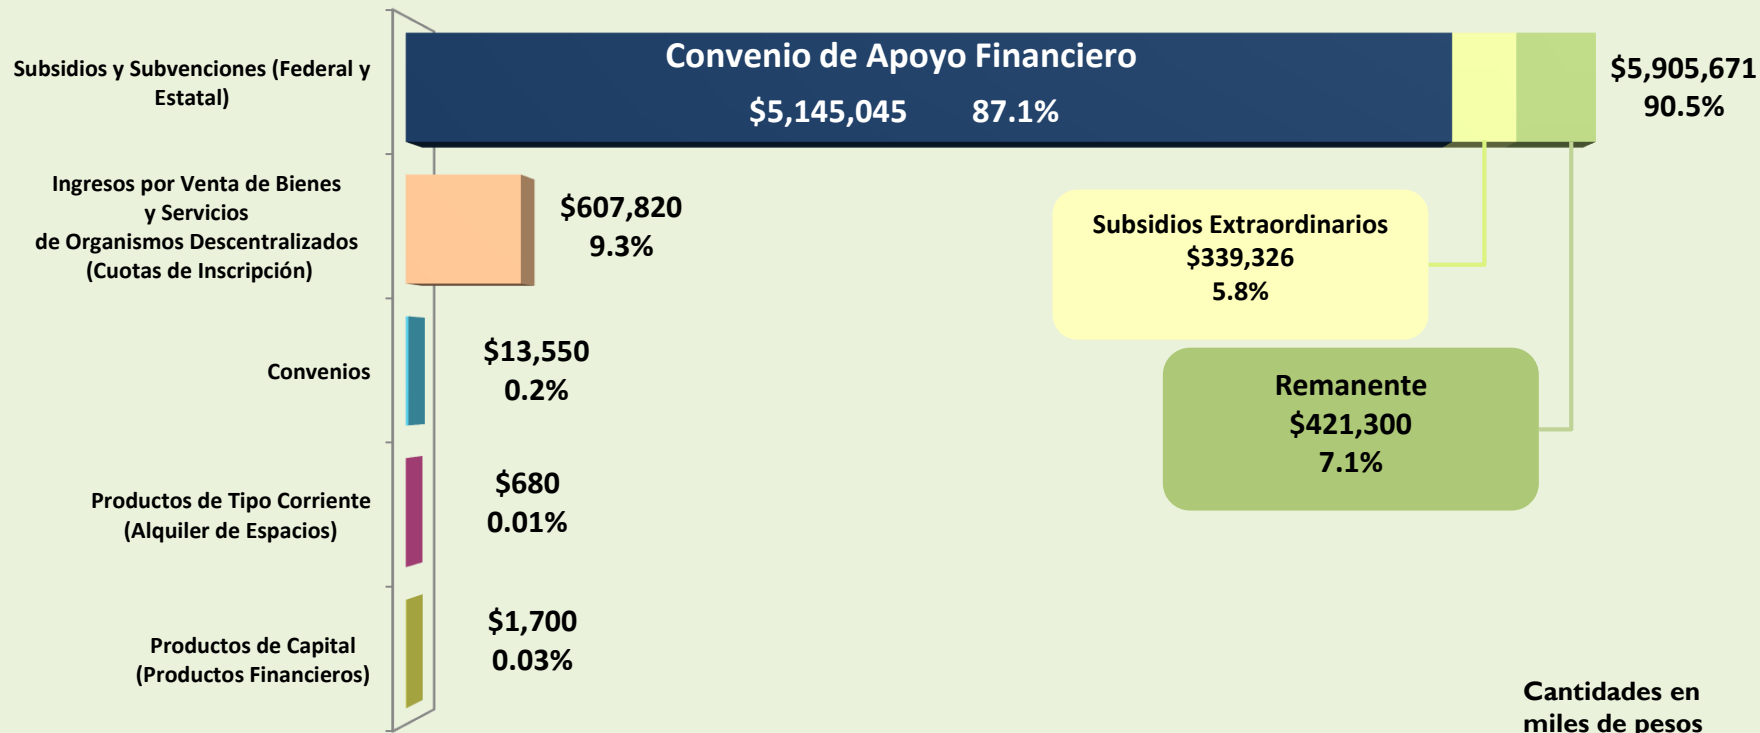 Subsidios y Subvenciones (Federal y
Estatal)
Convenio de Apoyo Financiero
$5,145,045 87.1%
$5,905,671
90.5%
Ingresos por Venta de Bienes
y Servicios
de Organismos Descentralizados
(Cuotas de Inscripción)
$607,820
9.3%
Subsidios Extraordinarios
$339,326
5.8%
Convenios
$13,550
0.2%
Remanente
$421,300
7.1%
Productos de Tipo Corriente
(Alquiler de Espacios)
$680
0.01%
Productos de Capital
(Productos Financieros)
$1,700
0.03%
Cantidades en
miles de pesos